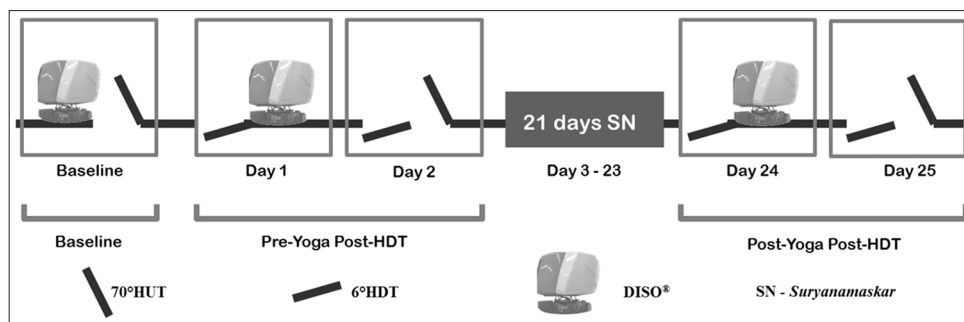 21 days SN
Baseline Day 1 Day 2 Day 3 - 23 Day 24 Day 25
Baseline Pre-Yoga Post-HDT Post-Yoga Post-HDT
70°HUT 6°HDT DISO® SN - Suryanamaskar